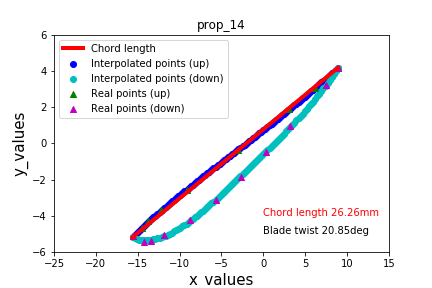 prop_14
Chord length
Interpolated points (up)
Interpolated points (down)
Real points (up)
Real points (down)
6
4
2
0
−2
−4
−6
y_values
Chord length 26.26mm
Blade twist 20.85deg
−25
−20
−15
−10
−5
0
5
10
15
x_values